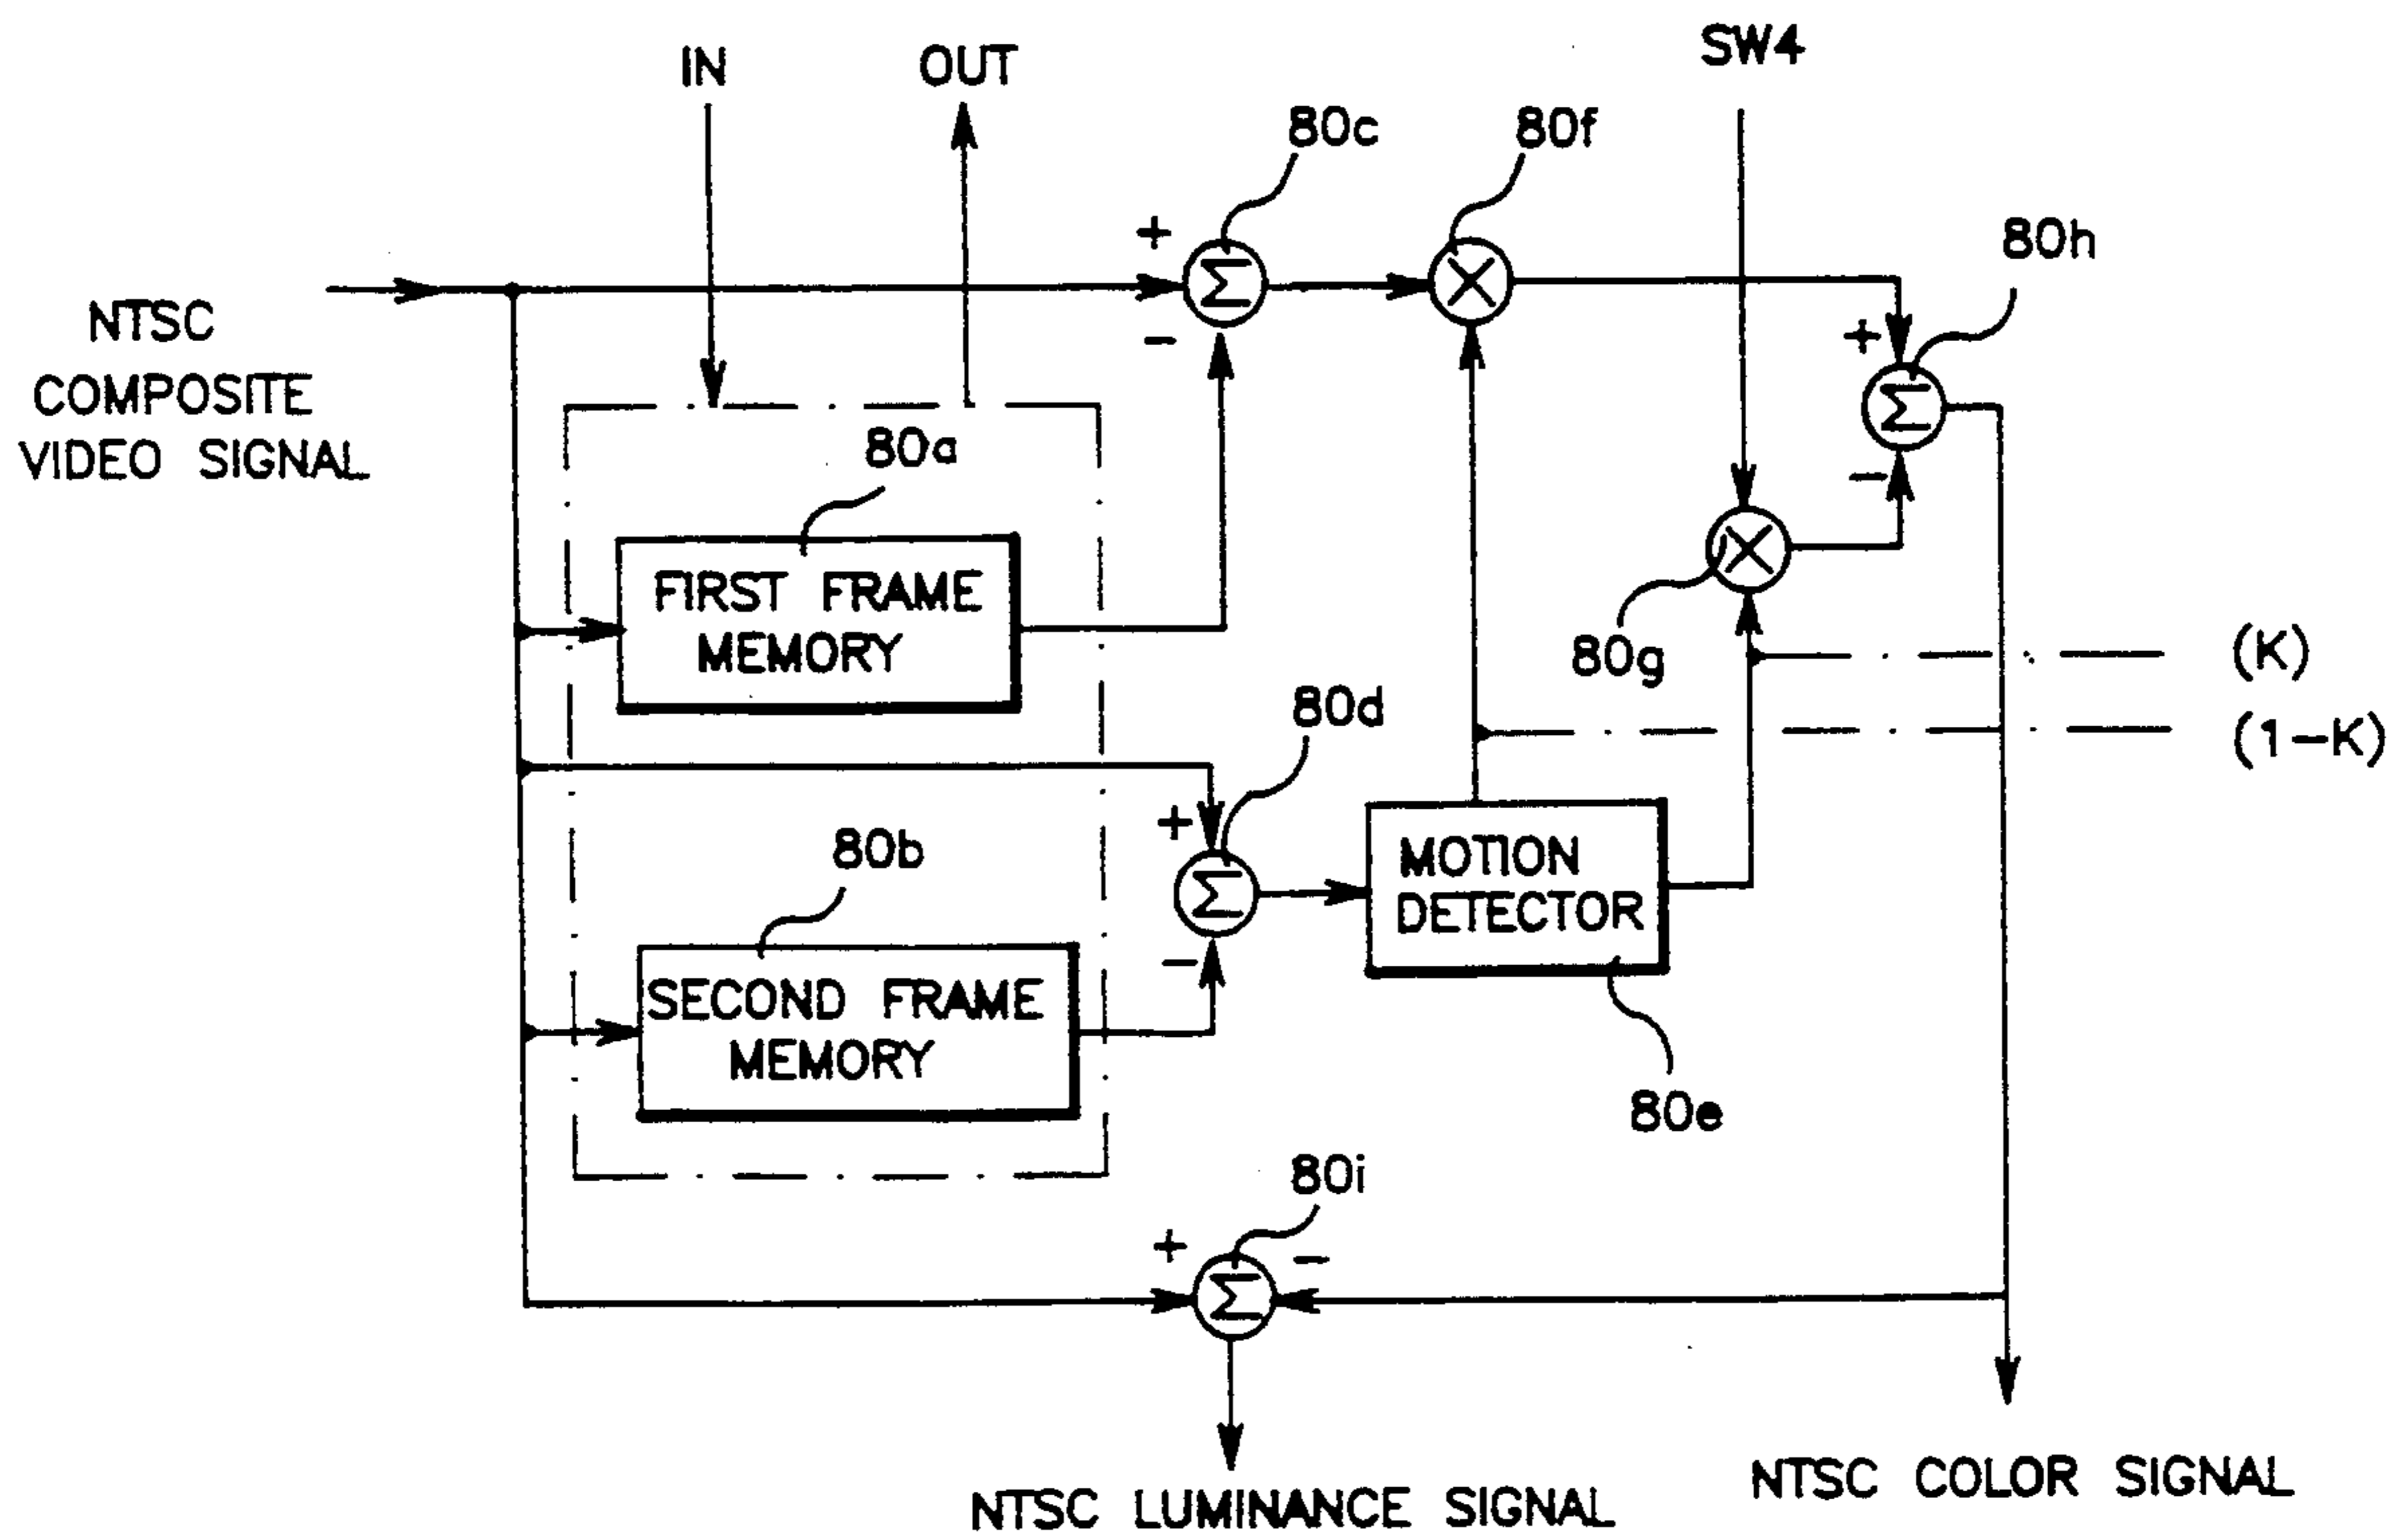 IN
OUT
SW4
80c
80f
80h
+
-
NTSC
COMPOSITE
VIDEO SIGNAL
Σ
X
+
Σ
-
80a
FIRST FRAME
MEMORY
X
80g
(K)
80d
(1-K)
+
Σ
-
MOTION
DETECTOR
80b
SECOND FRAME
MEMORY
80e
80i
+
-
Σ
NTSC LUMINANCE SIGNAL
NTSC COLOR SIGNAL